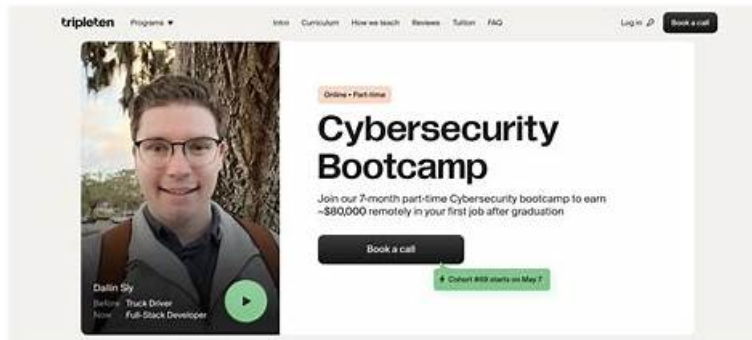 tripleten
Programs
Intro Curriculum How we teach Reviews Tuition FAQ
Log in
Book a call
Online • Part-time
Cybersecurity
Bootcamp
Join our 7-month part-time Cybersecurity bootcamp to earn
~$80,000 remotely in your first job after graduation
Book a call
Cohort #69 starts on May 7
Dallin Sly
Before Truck Driver
Now Full-Stack Developer